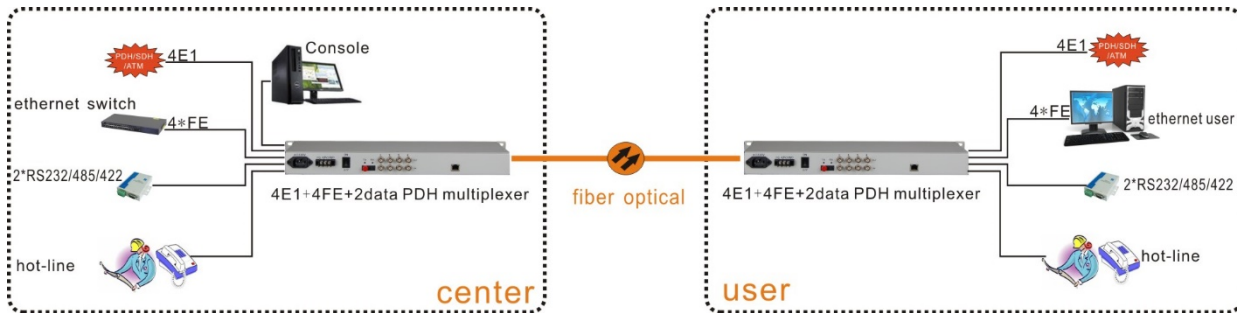 PDH/SDH
/ATM
4E1
Console
ethernet switch
4*FE
2*RS232/485/422
4E1+4FE+2data PDH multiplexer
hot-line
center
fiber optical
4E1
PDH/SDH
/ATM
4*FE
ethernet user
4E1+4FE+2data PDH multiplexer
2*RS232/485/422
hot-line
user